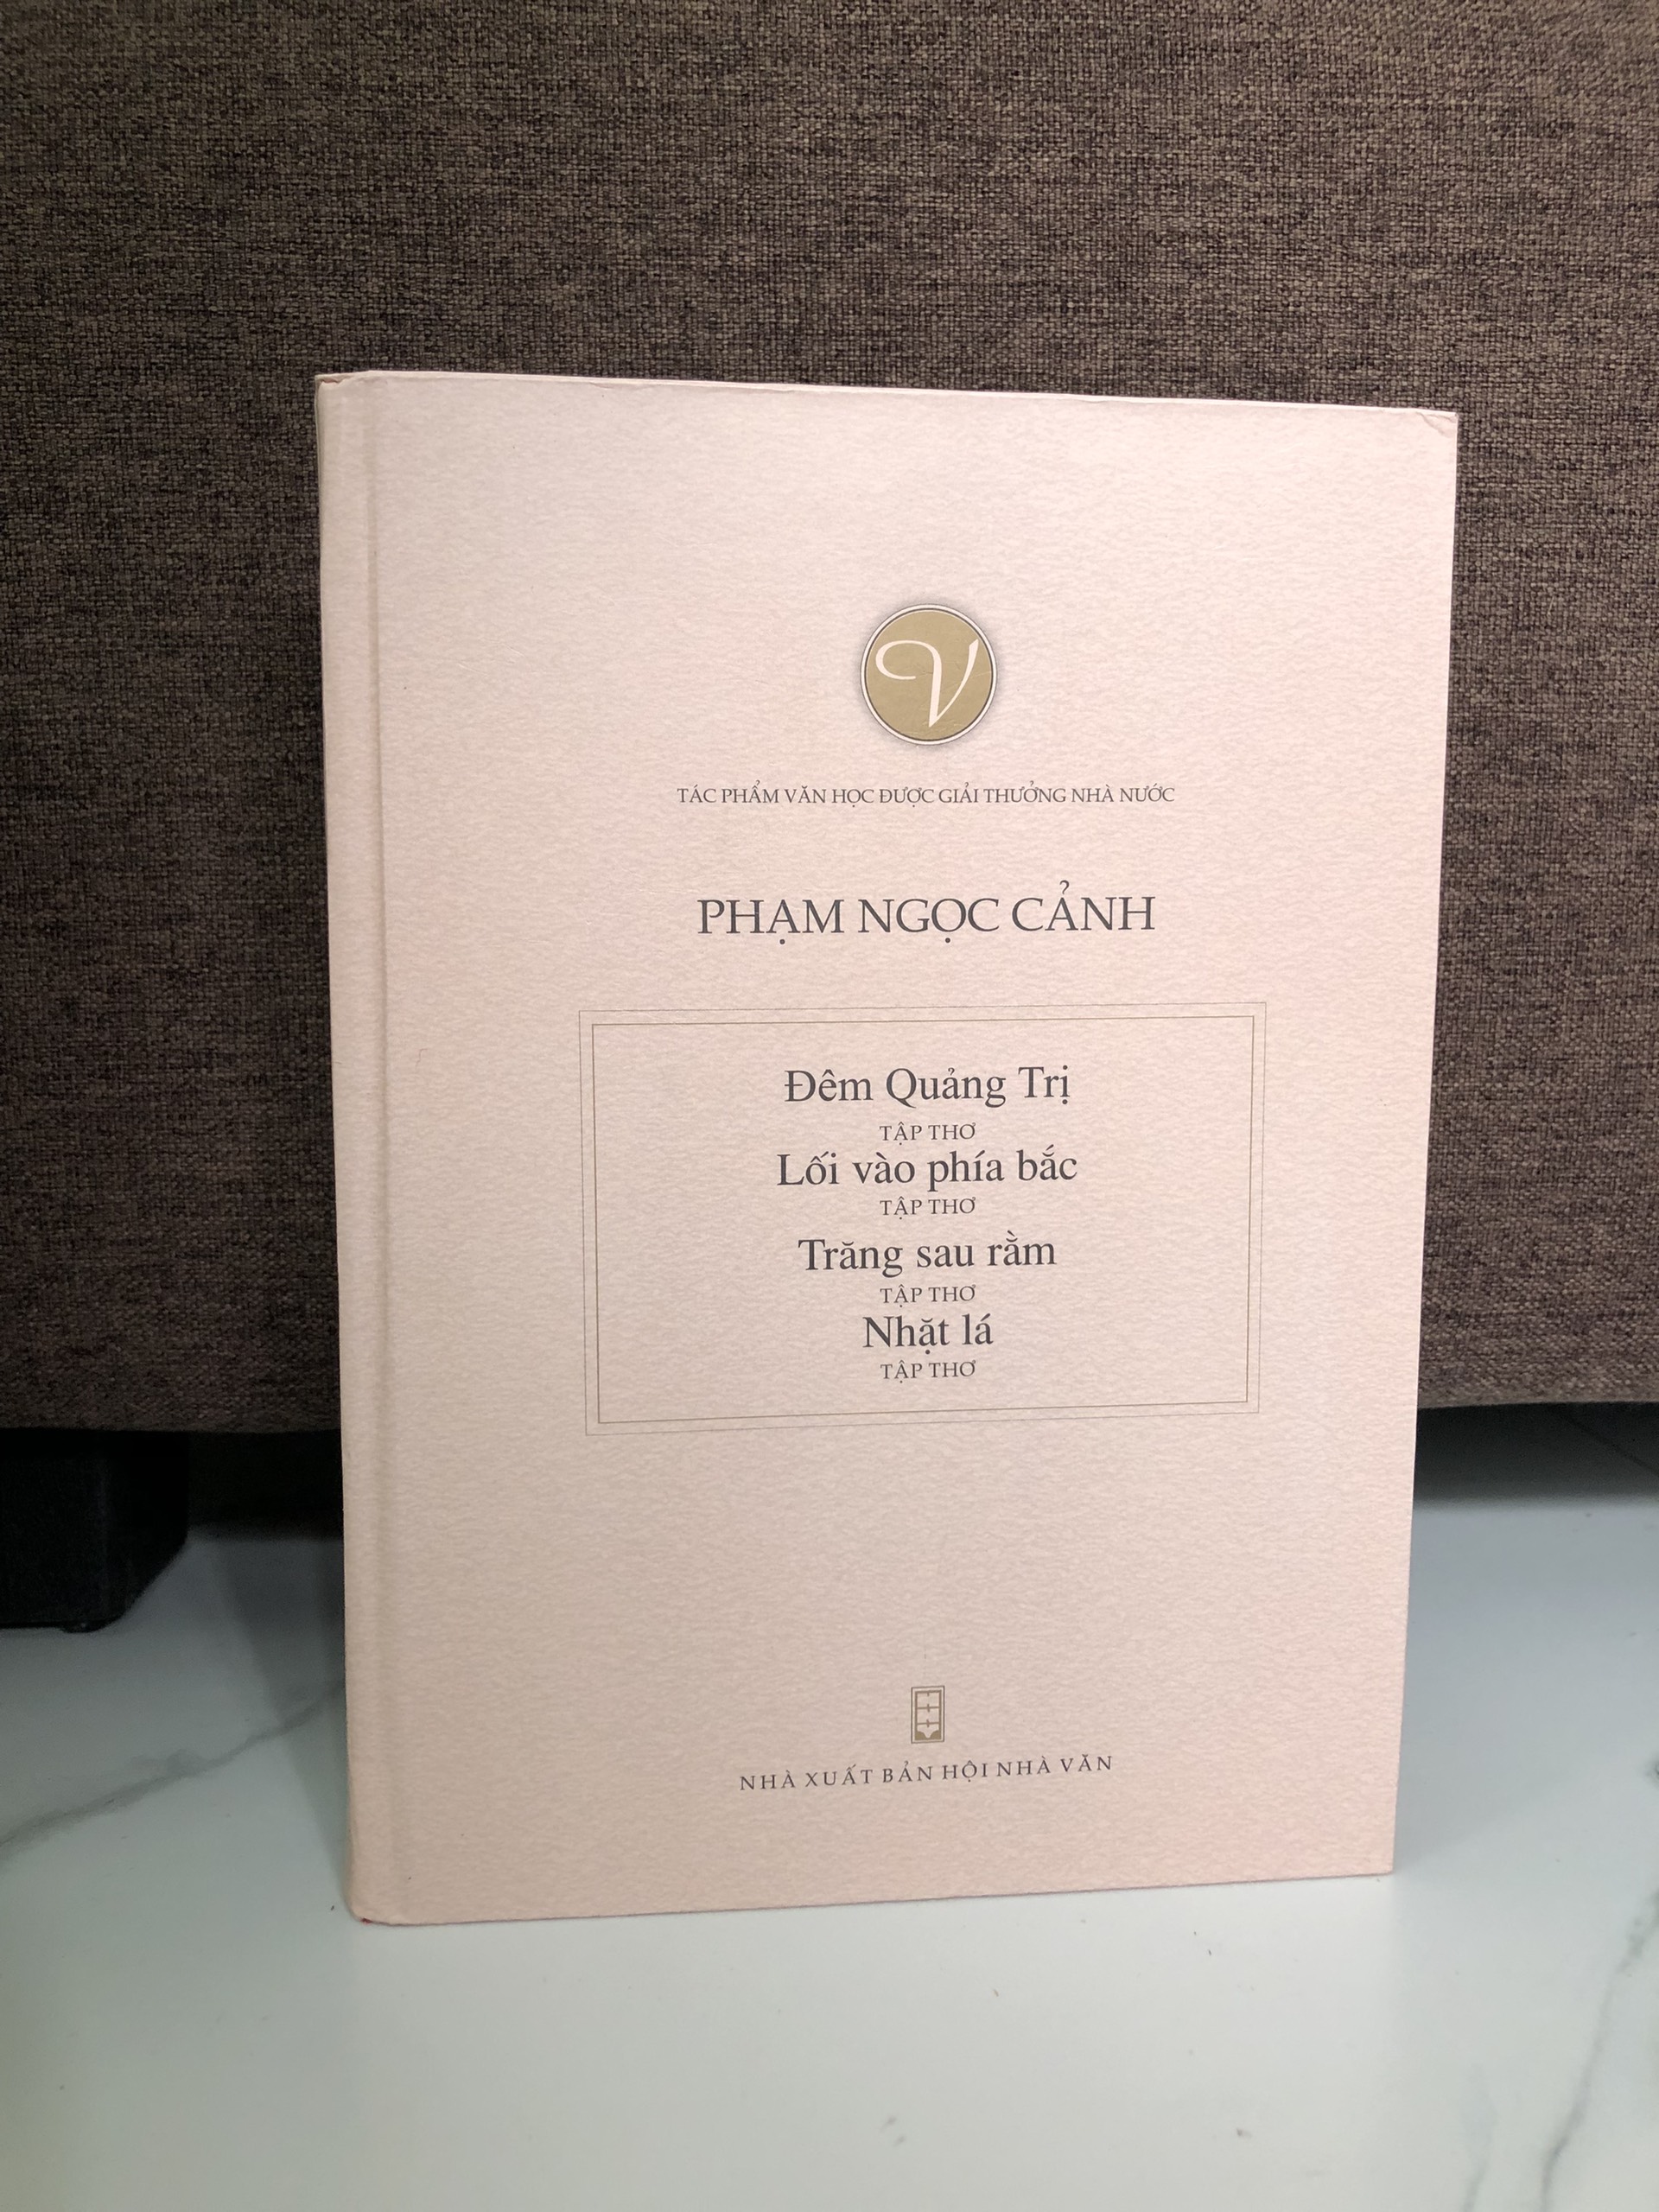 V
TÁC PHẨM VĂN HỌC ĐƯỢC GIẢI THƯỞNG NHÀ NƯỚC
PHẠM NGỌC CẢNH
Đêm Quảng Trị
TẬP THƠ
Lối vào phía bắc
TẬP THƠ
Trăng sau rằm
TẬP THƠ
Nhặt lá
TẬP THƠ
NHÀ XUẤT BẢN HỘI NHÀ VĂN